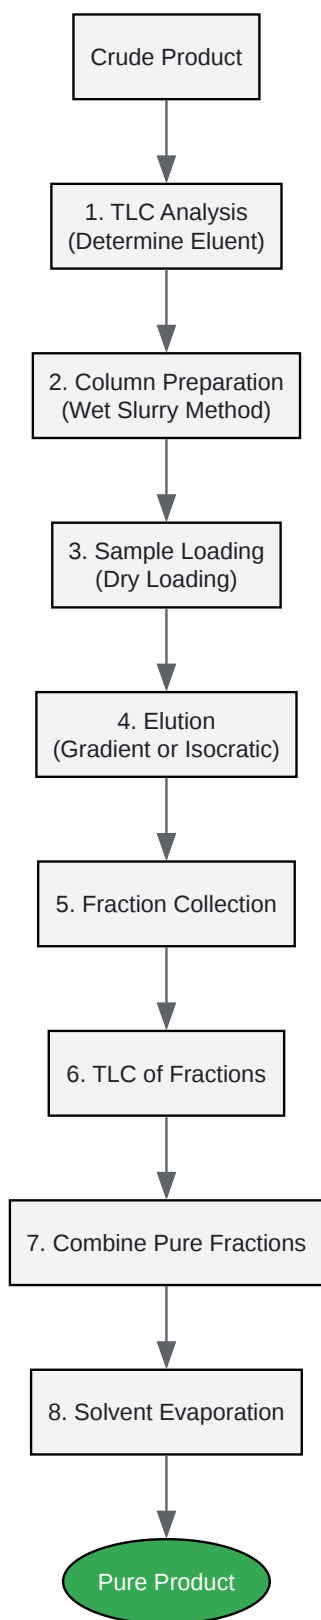 Crude Product
1. TLC Analysis
(Determine Eluent)
2. Column Preparation
(Wet Slurry Method)
3. Sample Loading
(Dry Loading)
4. Elution
(Gradient or Isocratic)
5. Fraction Collection
6. TLC of Fractions
7. Combine Pure Fractions
8. Solvent Evaporation
Pure Product